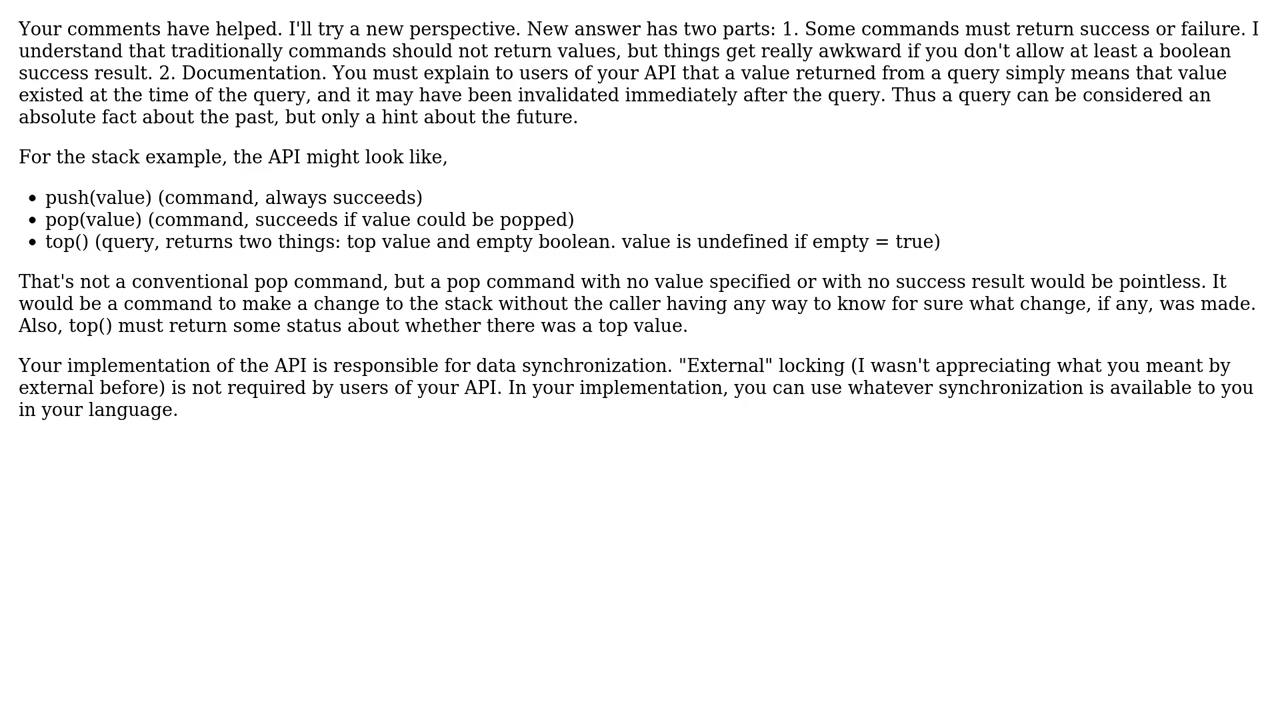 Your comments have helped. I'll try a new perspective. New answer has two parts: 1. Some commands must return success or failure. I
understand that traditionally commands should not return values, but things get really awkward if you don't allow at least a boolean
success result. 2. Documentation. You must explain to users of your API that a value returned from a query simply means that value
existed at the time of the query, and it may have been invalidated immediately after the query. Thus a query can be considered an
absolute fact about the past, but only a hint about the future.
For the stack example, the API might look like,
• push(value) (command, always succeeds)
• pop(value) (command, succeeds if value could be popped)
• top() (query, returns two things: top value and empty boolean. value is undefined if empty = true)
That's not a conventional pop command, but a pop command with no value specified or with no success result would be pointless. It
would be a command to make a change to the stack without the caller having any way to know for sure what change, if any, was made.
Also, top() must return some status about whether there was a top value.
Your implementation of the API is responsible for data synchronization. "External" locking (I wasn't appreciating what you meant by
external before) is not required by users of your API. In your implementation, you can use whatever synchronization is available to you
in your language.